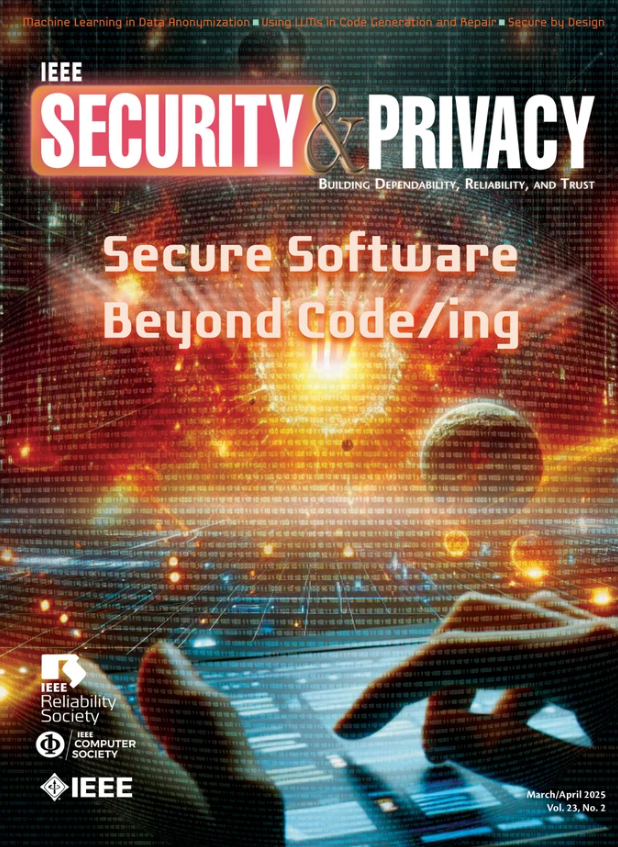 Machine Learning in Data Anonymization ■ Using LLMs in Code Generation and Repair ■ Secure by Design
IEEE
SECURITY & PRIVACY
BUILDING DEPENDABILITY, RELIABILITY, AND TRUST
Secure Software
Beyond Code/ing
IEEE
Reliability
Society
IEEE
COMPUTER
SOCIETY
IEEE
March/April 2025
Vol. 23, No. 2